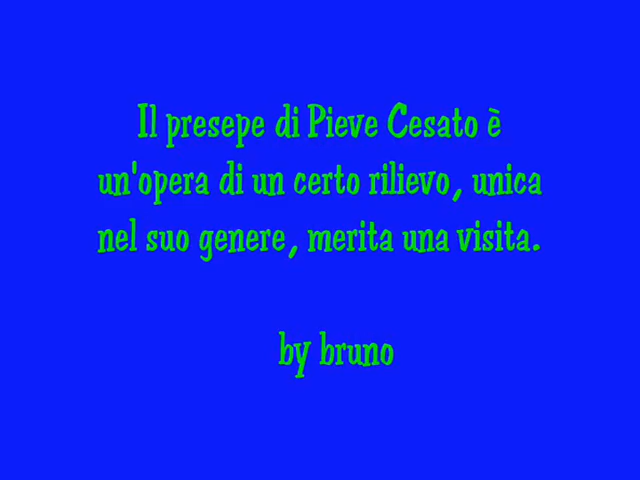 Il presepe di Pieve Cesato è
un'opera di un certo rilievo, unica
nel suo genere, merita una visita.
by bruno